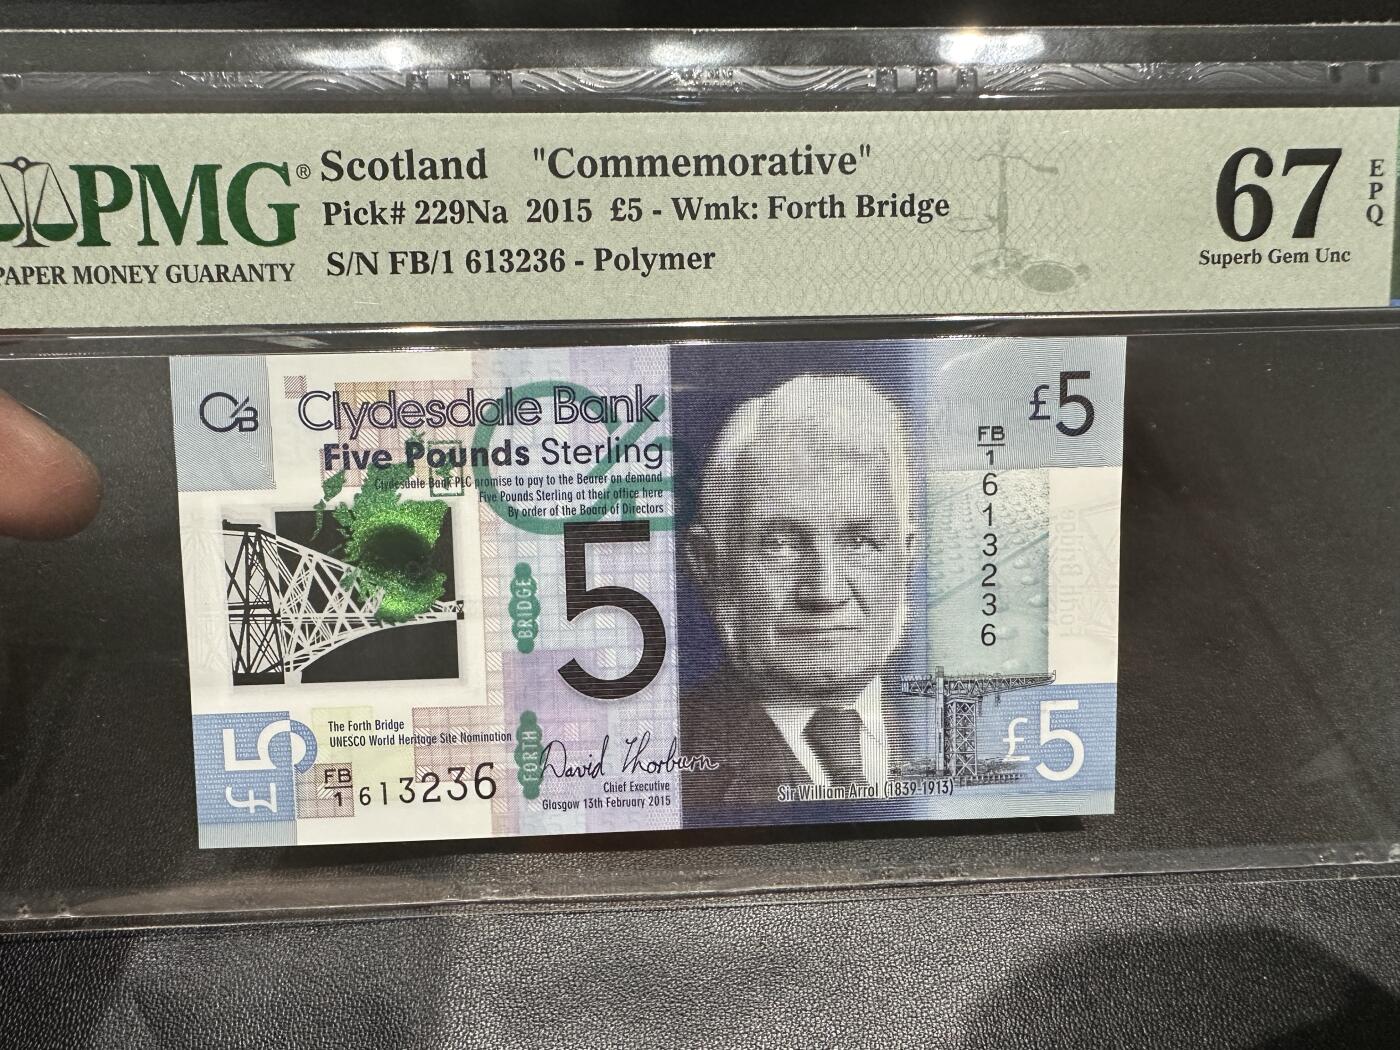 PMG®
PAPER MONEY GUARANTY
Scotland "Commemorative"
Pick# 229Na 2015 £5 - Wmk: Forth Bridge
S/N FB/1 613236 - Polymer
67
EPQ
Superb Gem Unc
CB
Clydesdale Bank
Five Pounds Sterling
Clydesdale Bank PLC promise to pay to the Bearer on demand
Five Pounds Sterling at their office here
By order of the Board of Directors
5
FORTH BRIDGE
The Forth Bridge
UNESCO World Heritage Site Nomination
FB/1 613236
David Thorburn
Chief Executive
Glasgow 13th February 2015
£5
Sir William Arrol (1839-1913)
£5
FB/1 613236
Forth Bridge
£5